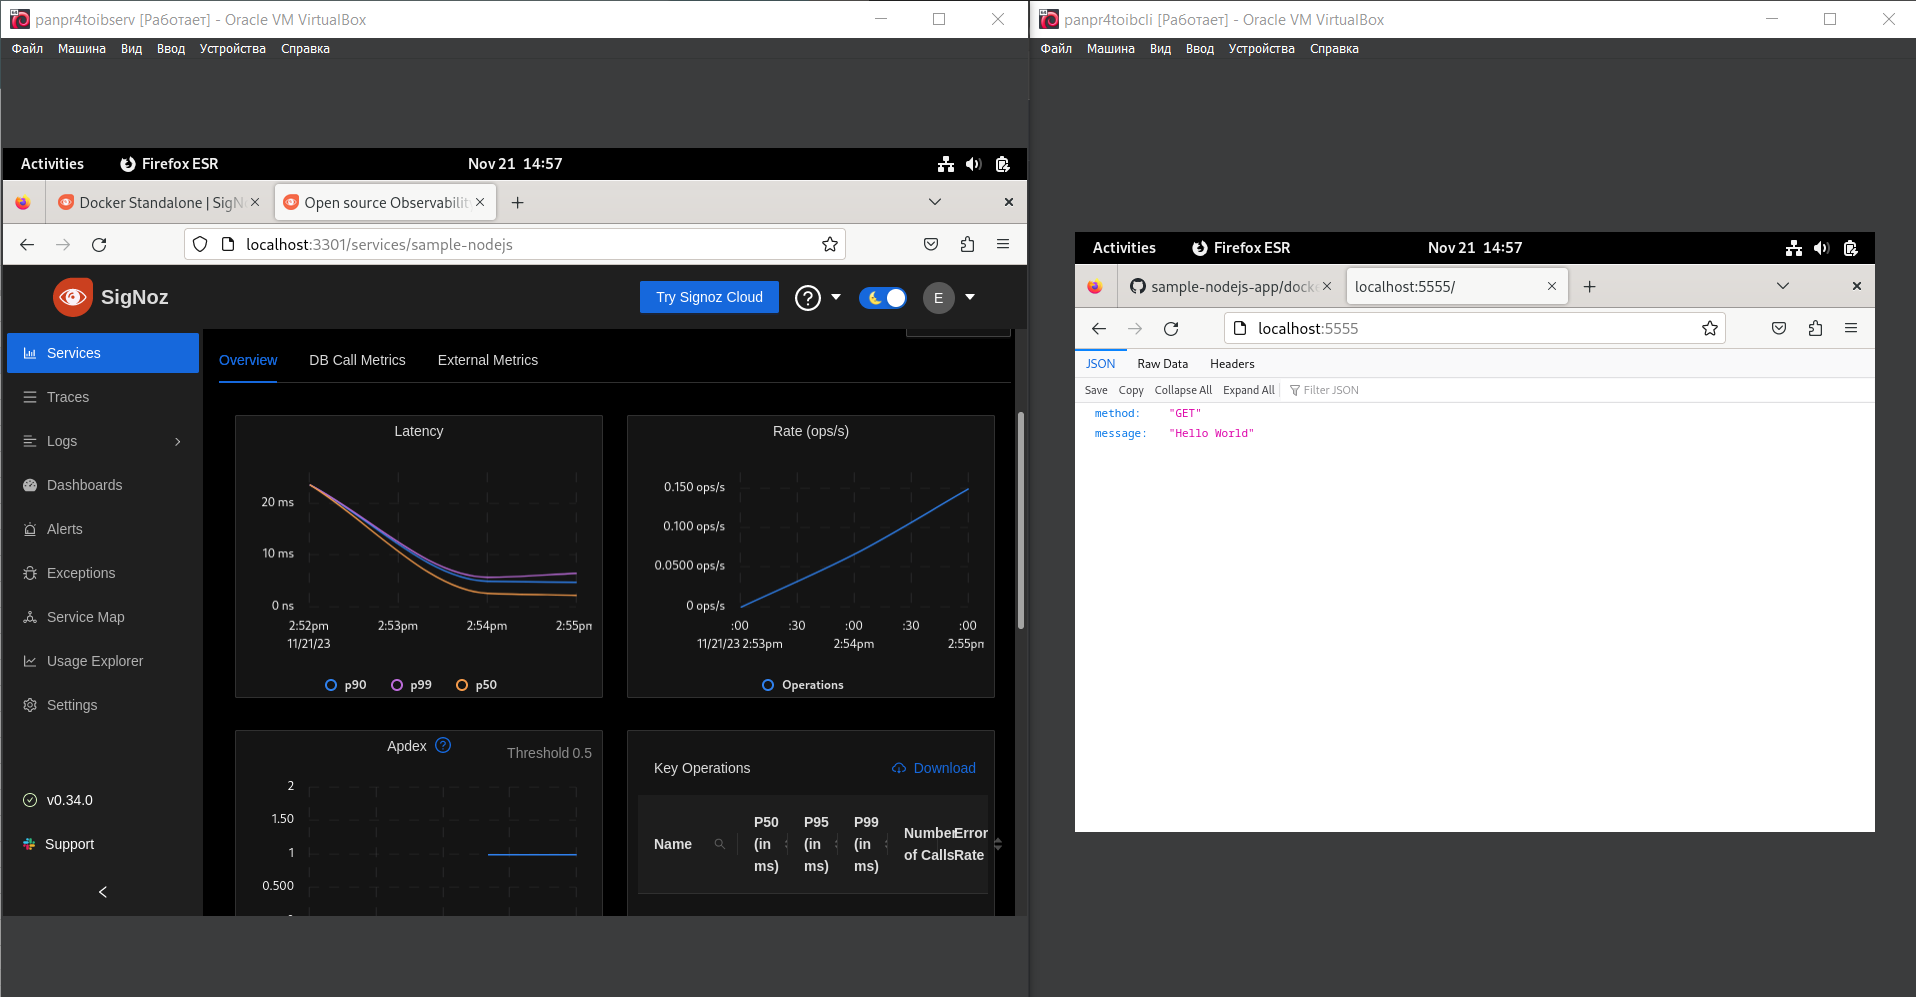 panpr4toibserv [Работает] - Oracle VM VirtualBox
Файл Машина Вид Ввод Устройства Справка
Activities Firefox ESR Nov 21 14:57
Docker Standalone | SigN Open source Observability
localhost:3301/services/sample-nodejs
SigNoz Try Signoz Cloud E
Services
Traces
Logs
Dashboards
Alerts
Exceptions
Service Map
Usage Explorer
Settings
v0.34.0
Support
Overview DB Call Metrics External Metrics
Latency
20 ms
10 ms
0 ns
2:52pm 2:53pm 2:54pm 2:55pm
11/21/23
p90 p99 p50
Rate (ops/s)
0.150 ops/s
0.100 ops/s
0.0500 ops/s
0 ops/s
:00 :30 :00 :30 :00
11/21/23 2:53pm 2:54pm 2:55pm
Operations
Apdex Threshold 0.5
2
1.50
1
0.500
Key Operations Download
Name P50 (in ms) P95 (in ms) P99 (in ms) Number of Calls Error Rate
panpr4toibcli [Работает] - Oracle VM VirtualBox
Файл Машина Вид Ввод Устройства Справка
Activities Firefox ESR Nov 21 14:57
sample-nodejs-app/docke localhost:5555/
localhost:5555
JSON Raw Data Headers
Save Copy Collapse All Expand All Filter JSON
method: "GET"
message: "Hello World"